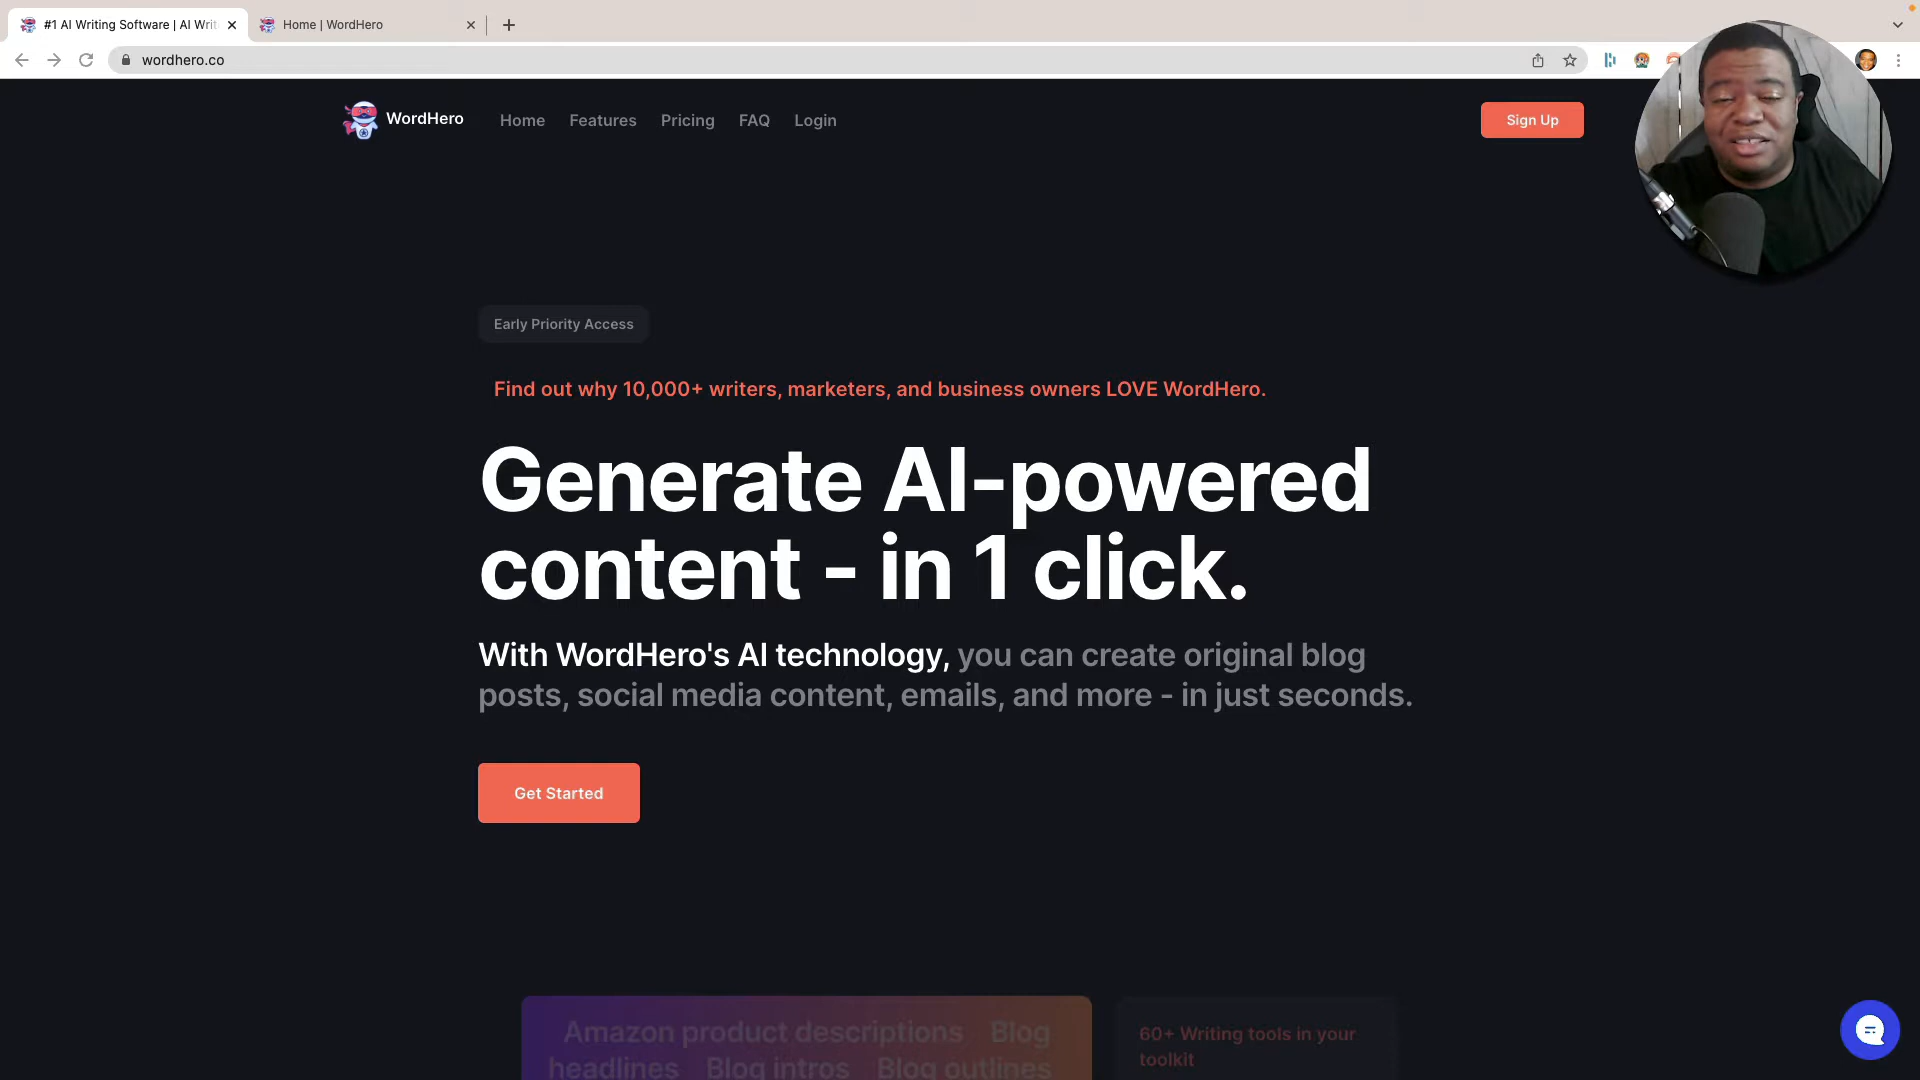 #1 AI Writing Software | AI Writ
Home | WordHero
wordhero.co
WordHero
Home
Features
Pricing
FAQ
Login
Sign Up
Early Priority Access
Find out why 10,000+ writers, marketers, and business owners LOVE WordHero.
Generate AI-powered
content - in 1 click.
With WordHero's AI technology, you can create original blog
posts, social media content, emails, and more - in just seconds.
Get Started
Amazon product descriptions Blog
headlines Blog intros Blog outlines
60+ Writing tools in your
toolkit